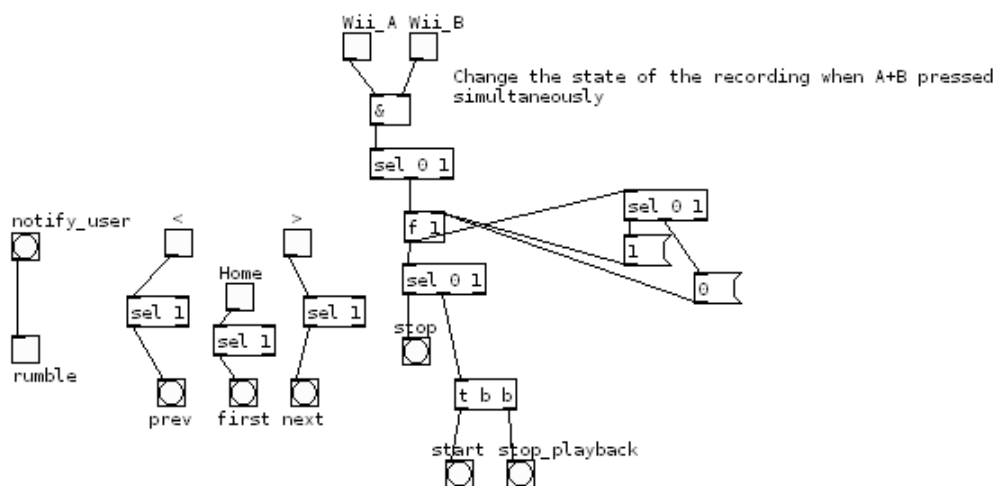 Wii_A Wii_B
Change the state of the recording when A+B pressed
simultaneously
&
sel 0 1
notify_user
<
>
f 1
sel 0 1
1
Home
sel 0 1
0
sel 1
sel 1
sel 1
stop
rumble
t b b
prev
first
next
start
stop_playback